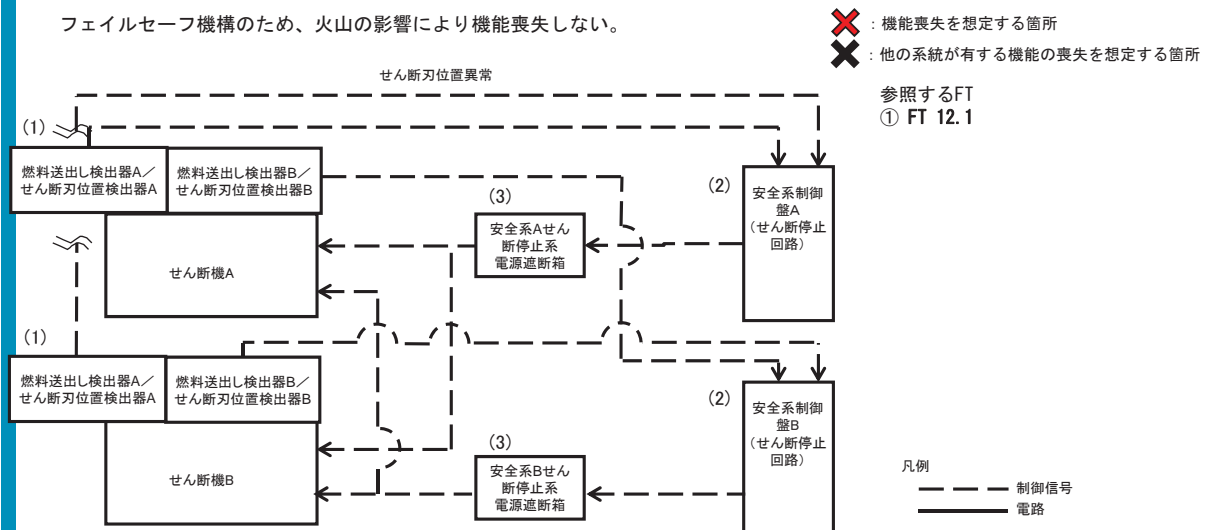 フェイルセーフ機構のため、火山の影響により機能喪失しない。
：機能喪失を想定する箇所
：他の系統が有する機能の喪失を想定する箇所
参照するFT
① FT 12.1
せん断刃位置異常
(1)
燃料送出し検出器A／
せん断刃位置検出器A
燃料送出し検出器B／
せん断刃位置検出器B
せん断機A
(3)
安全系Aせん
断停止系
電源遮断箱
(2)
安全系制御
盤A
（せん断停止
回路）
(1)
燃料送出し検出器A／
せん断刃位置検出器A
燃料送出し検出器B／
せん断刃位置検出器B
せん断機B
(3)
安全系Bせん
断停止系
電源遮断箱
(2)
安全系制御
盤B
（せん断停止
回路）
凡例
制御信号
電路